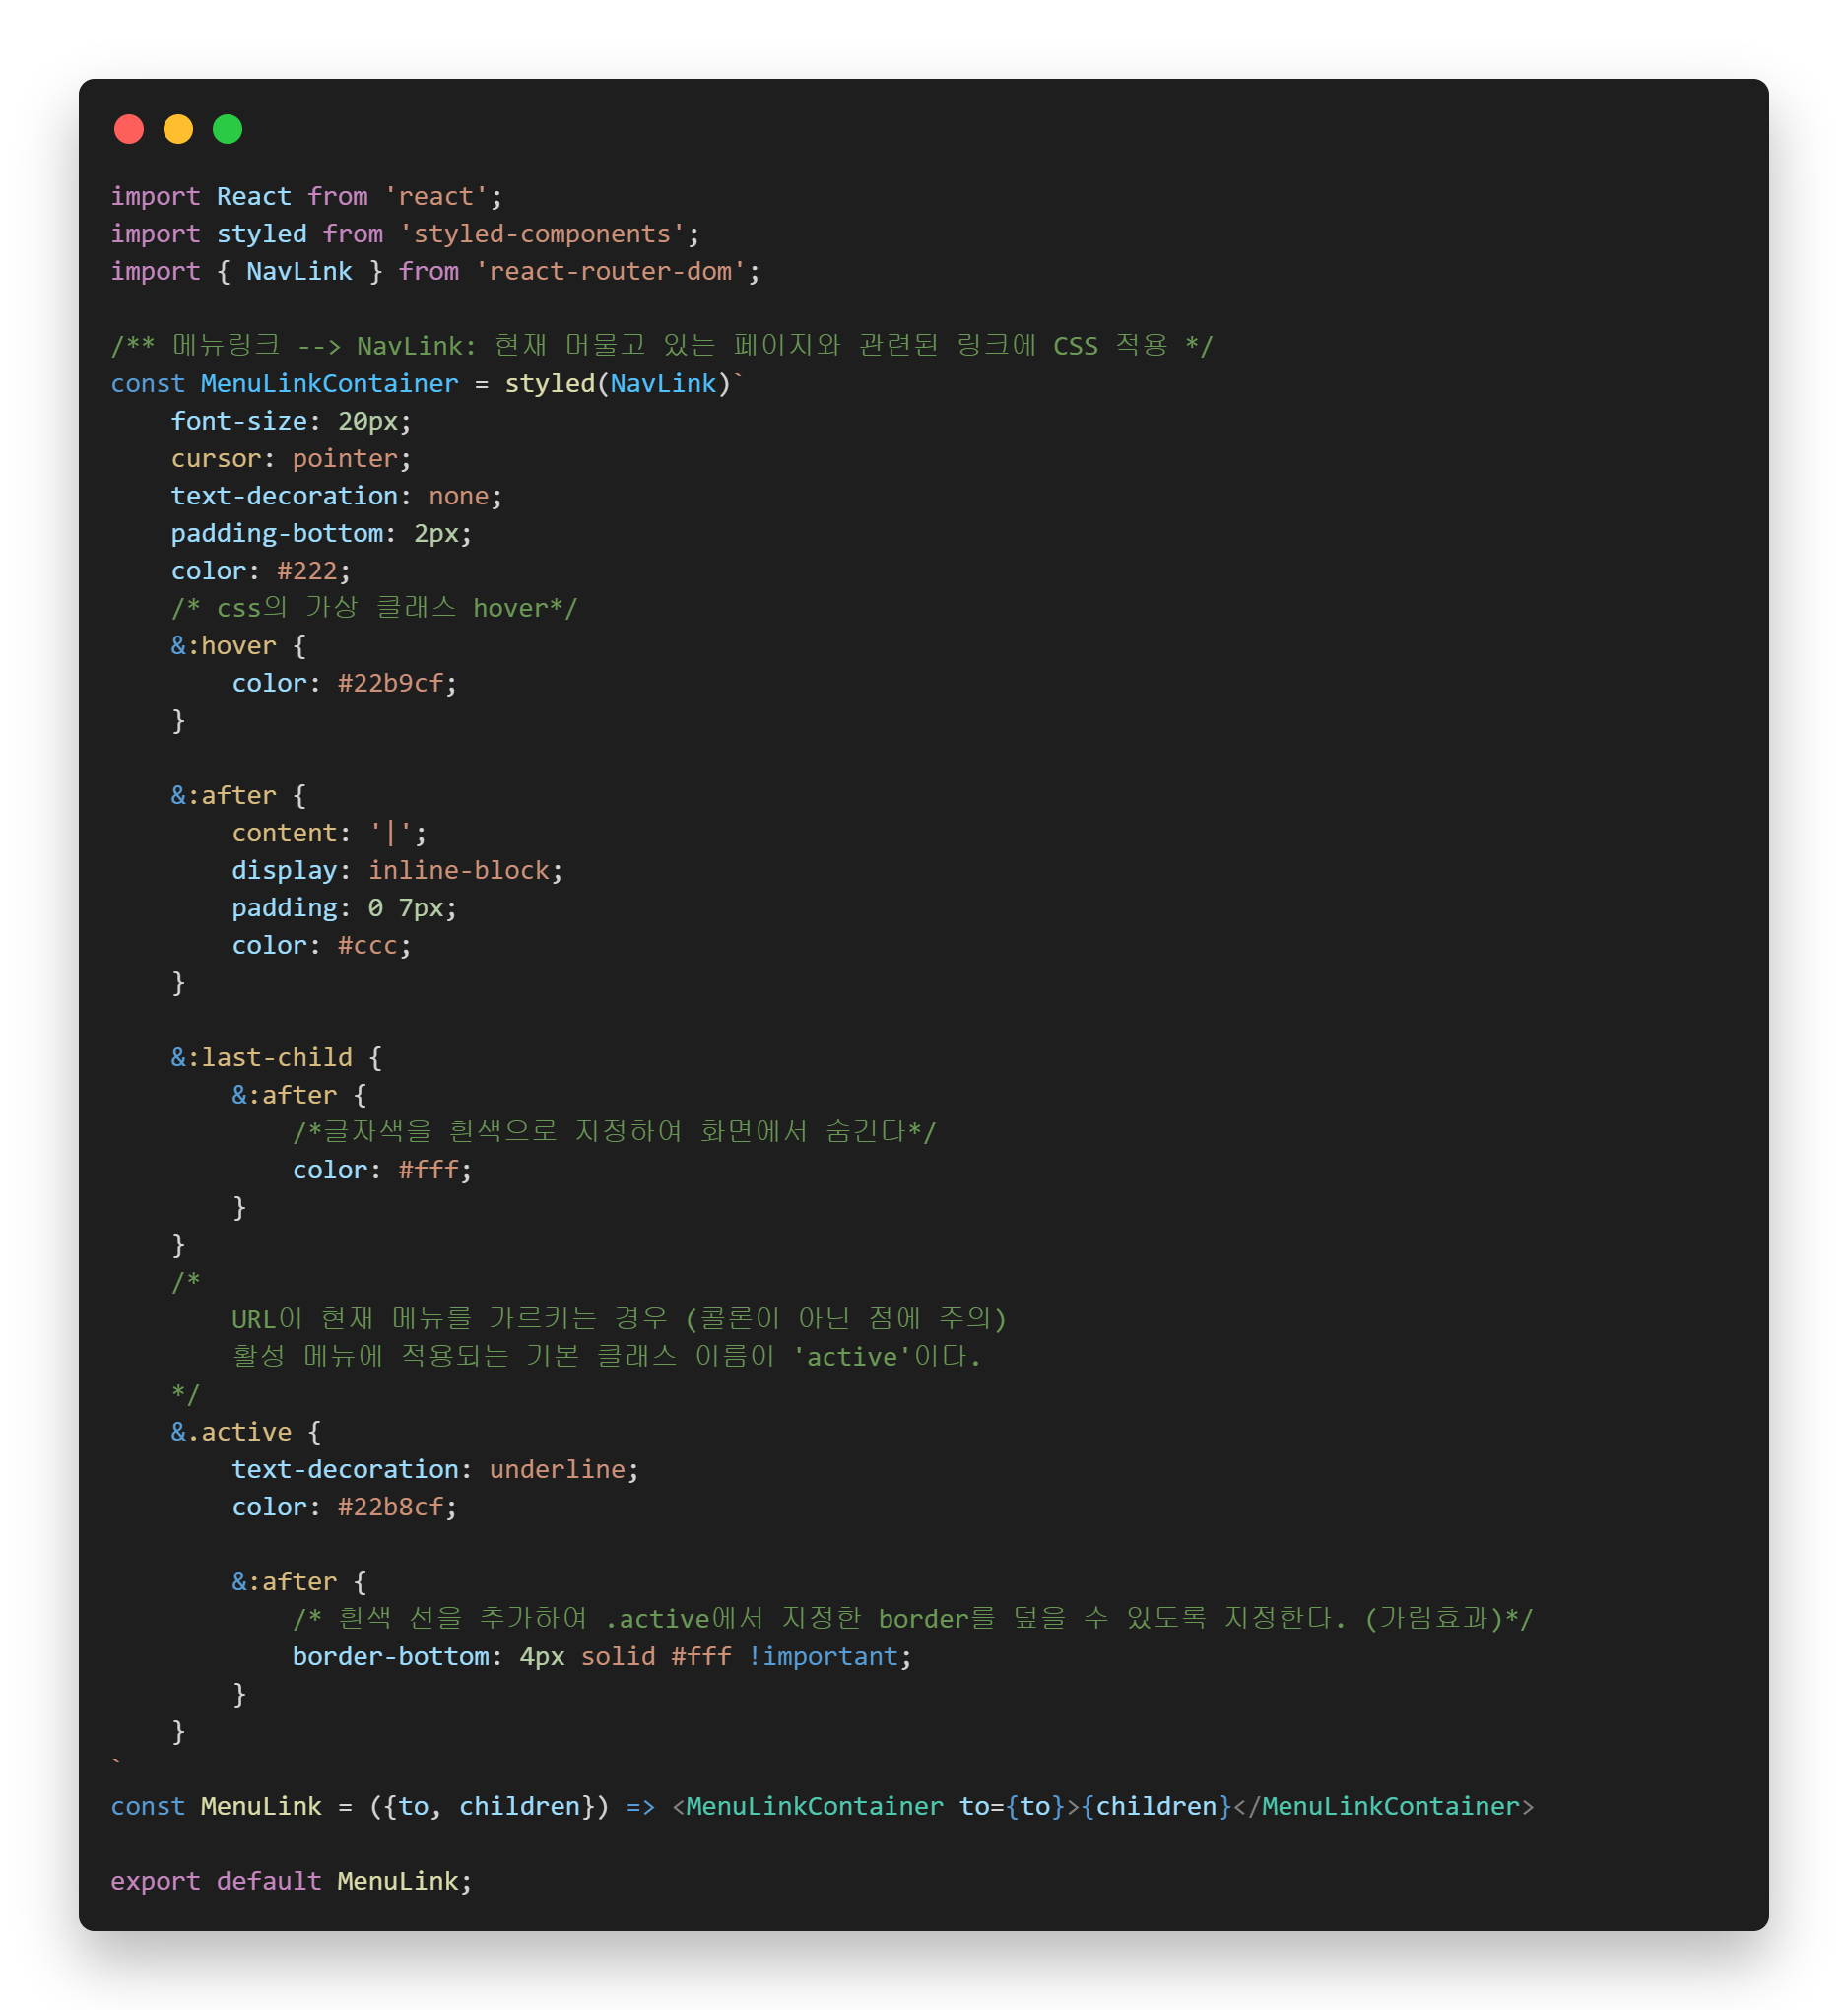 import React from 'react';
import styled from 'styled-components';
import { NavLink } from 'react-router-dom';

/** 메뉴링크 --> NavLink: 현재 머물고 있는 페이지와 관련된 링크에 CSS 적용 */
const MenuLinkContainer = styled(NavLink)`
    font-size: 20px;
    cursor: pointer;
    text-decoration: none;
    padding-bottom: 2px;
    color: #222;
    /* css의 가상 클래스 hover*/
    &:hover {
        color: #22b9cf;
    }

    &:after {
        content: '|';
        display: inline-block;
        padding: 0 7px;
        color: #ccc;
    }

    &:last-child {
        &:after {
            /*글자색을 흰색으로 지정하여 화면에서 숨긴다*/
            color: #fff;
        }
    }
    /*
        URL이 현재 메뉴를 가르키는 경우 (콜론이 아닌 점에 주의)
        활성 메뉴에 적용되는 기본 클래스 이름이 'active'이다.
    */
    &.active {
        text-decoration: underline;
        color: #22b8cf;

        &:after {
            /* 흰색 선을 추가하여 .active에서 지정한 border를 덮을 수 있도록 지정한다. (가림효과)*/
            border-bottom: 4px solid #fff !important;
        }
    }
`
const MenuLink = ({to, children}) => <MenuLinkContainer to={to}>{children}</MenuLinkContainer>

export default MenuLink;